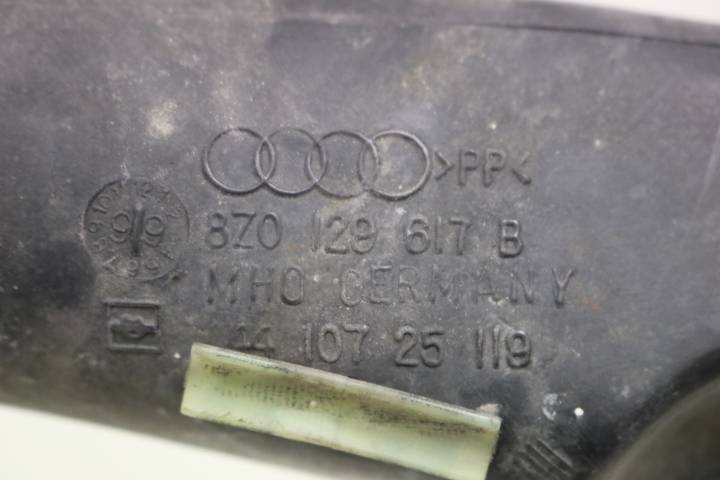 >PP<
8Z0 129 617 B
MHO GERMANY
44 107 25 119